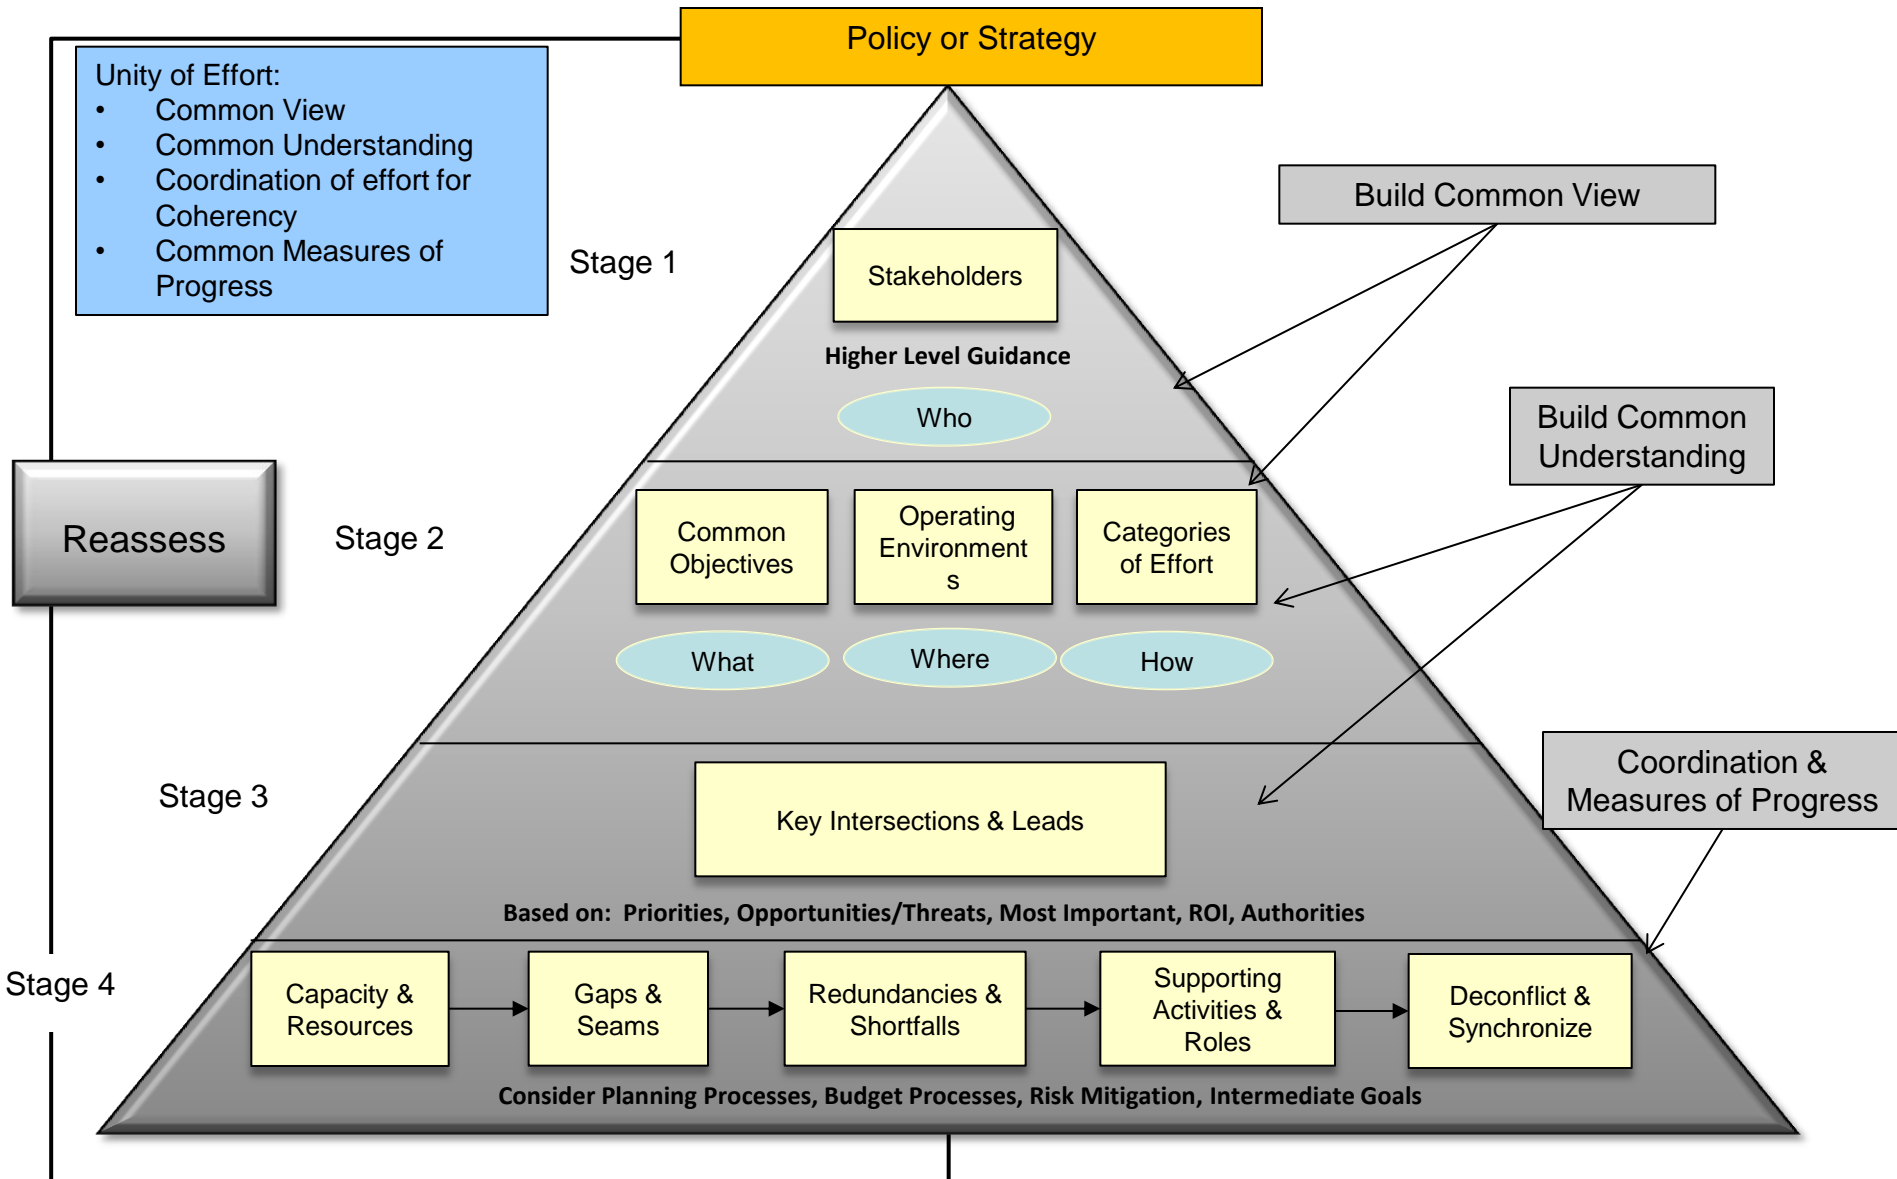 Policy or Strategy
Unity of Effort:
• Common View
• Common Understanding
• Coordination of effort for
Coherency
• Common Measures of
Progress
Build Common View
Stage 1
Stakeholders
Higher Level Guidance
Who
Build Common
Understanding
Reassess
Stage 2
Common
Objectives
Operating
Environment
s
Categories
of Effort
What
Where
How
Coordination &
Measures of Progress
Stage 3
Key Intersections & Leads
Based on: Priorities, Opportunities/Threats, Most Important, ROI, Authorities
Stage 4
Capacity &
Resources
Gaps &
Seams
Redundancies &
Shortfalls
Supporting
Activities &
Roles
Deconflict &
Synchronize
Consider Planning Processes, Budget Processes, Risk Mitigation, Intermediate Goals